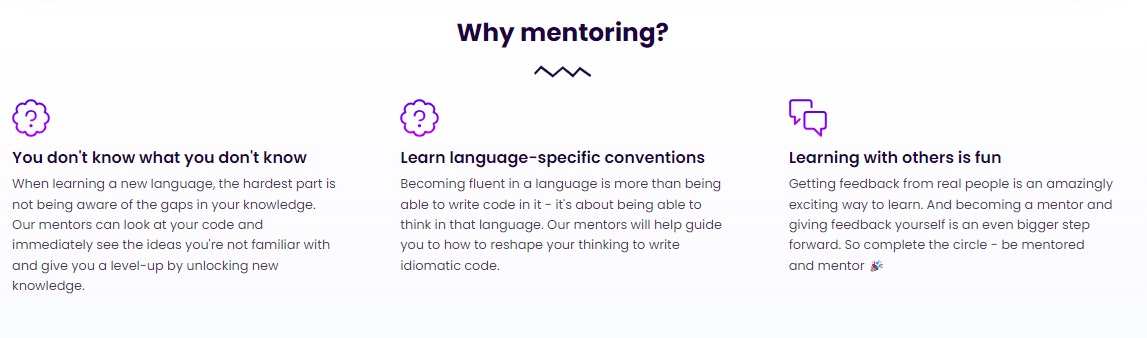 Why mentoring?
You don't know what you don't know
When learning a new language, the hardest part is
not being aware of the gaps in your knowledge.
Our mentors can look at your code and
immediately see the ideas you're not familiar with
and give you a level-up by unlocking new
knowledge.
Learn language-specific conventions
Becoming fluent in a language is more than being
able to write code in it - it's about being able to
think in that language. Our mentors will help guide
you to how to reshape your thinking to write
idiomatic code.
Learning with others is fun
Getting feedback from real people is an amazingly
exciting way to learn. And becoming a mentor and
giving feedback yourself is an even bigger step
forward. So complete the circle - be mentored
and mentor 🎉